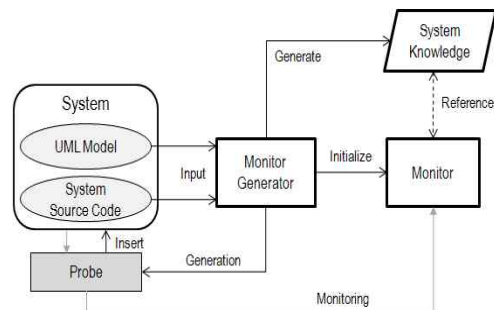 System
Knowledge
Generate
System
Reference
UML Model
Input
Monitor
Generator
Initialize
Monitor
System
Source Code
Insert
Generation
Probe
Monitoring